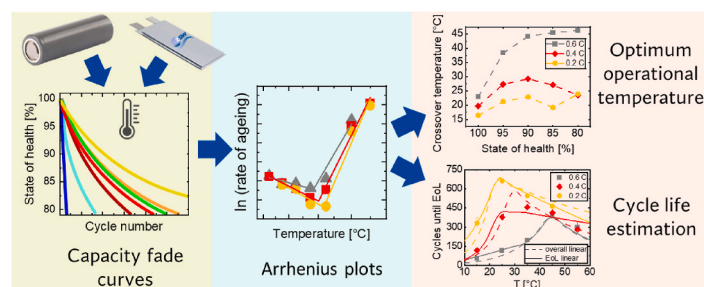 State of health [%]
100
95
90
85
80
Cycle number
Capacity fade
curves
ln (rate of ageing)
Temperature [°C]
Arrhenius plots
Crossover temperature [°C]
45
40
35
30
25
20
15
0.6 C
0.4 C
0.2 C
100 95 90 85 80
State of health [%]
Optimum
operational
temperature
Cycles until EoL
750
600
450
300
150
0
0.6 C
0.4 C
0.2 C
overall linear
EoL linear
10 20 30 40 50 60
T [°C]
Cycle life
estimation